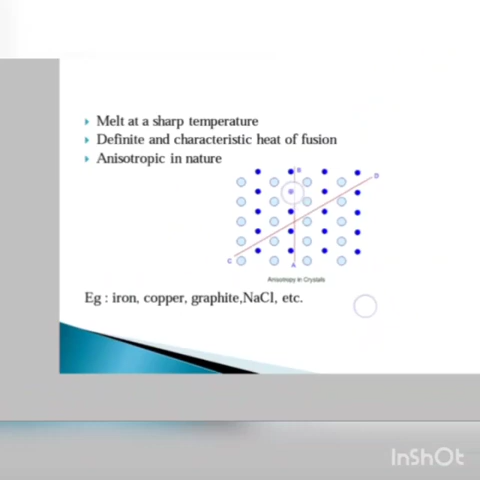 Melt at a sharp temperature
Definite and characteristic heat of fusion
Anisotropic in nature
B
D
C
A
Anisotropy in Crystals
Eg : iron, copper, graphite,NaCl, etc.
InShOt